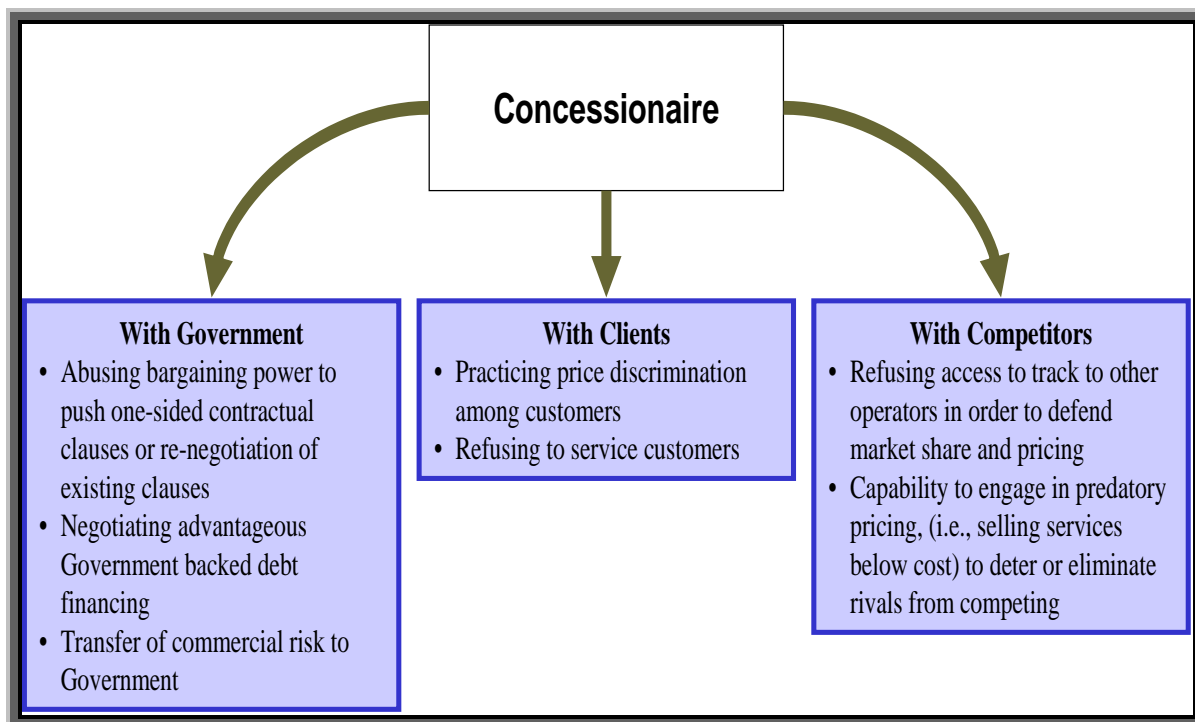 Concessionaire
With Government
• Abusing bargaining power to
push one-sided contractual
clauses or re-negotiation of
existing clauses
• Negotiating advantageous
Government backed debt
financing
• Transfer of commercial risk to
Government
With Clients
• Practicing price discrimination
among customers
• Refusing to service customers
With Competitors
• Refusing access to track to other
operators in order to defend
market share and pricing
• Capability to engage in predatory
pricing, (i.e., selling services
below cost) to deter or eliminate
rivals from competing